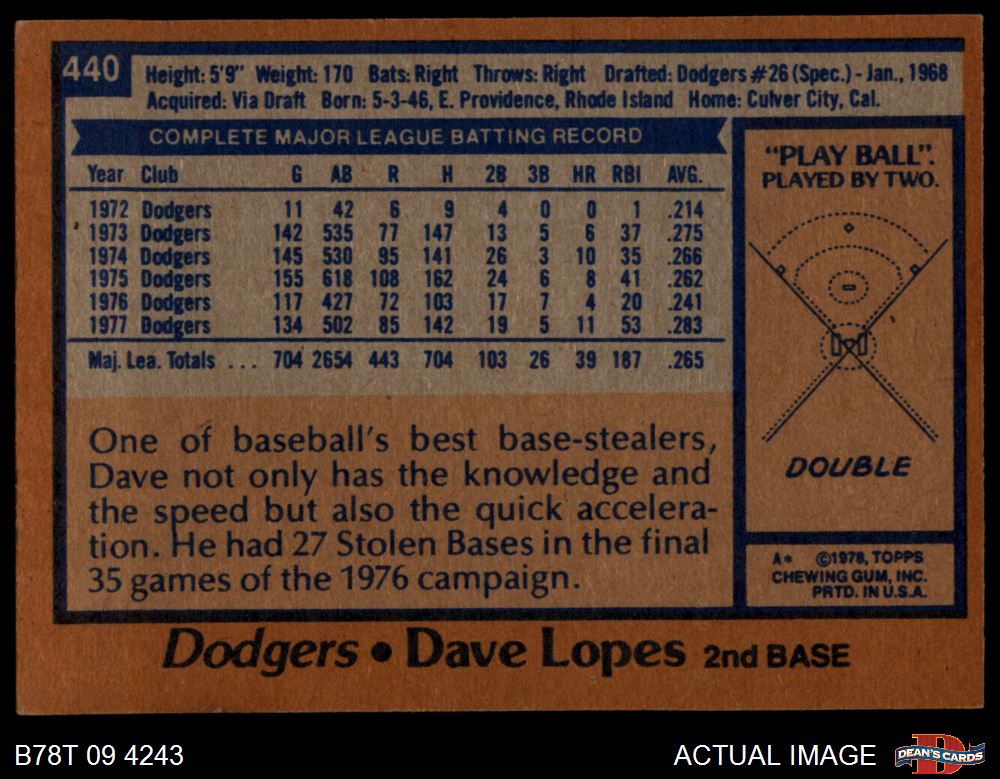 440
Height: 5'9" Weight: 170 Bats: Right Throws: Right Drafted: Dodgers #26 (Spec.) - Jan., 1968
Acquired: Via Draft Born: 5-3-46, E. Providence, Rhode Island Home: Culver City, Cal.
COMPLETE MAJOR LEAGUE BATTING RECORD
Year Club G AB R H 2B 3B HR RBI AVG.
1972 Dodgers 11 42 6 9 4 0 0 1 .214
1973 Dodgers 142 535 77 147 13 5 6 37 .275
1974 Dodgers 145 530 95 141 26 3 10 35 .266
1975 Dodgers 155 618 108 162 24 6 8 41 .262
1976 Dodgers 117 427 72 103 17 7 4 20 .241
1977 Dodgers 134 502 85 142 19 5 11 53 .283
Maj. Lea. Totals ... 704 2654 443 704 103 26 39 187 .265
One of baseball's best base-stealers,
Dave not only has the knowledge and
the speed but also the quick accelera-
tion. He had 27 Stolen Bases in the final
35 games of the 1976 campaign.
"PLAY BALL".
PLAYED BY TWO.
DOUBLE
A* ©1978, TOPPS
CHEWING GUM, INC.
PRTD. IN U.S.A.
Dodgers • Dave Lopes 2nd BASE
B78T 09 4243
ACTUAL IMAGE
DEAN'S CARDS